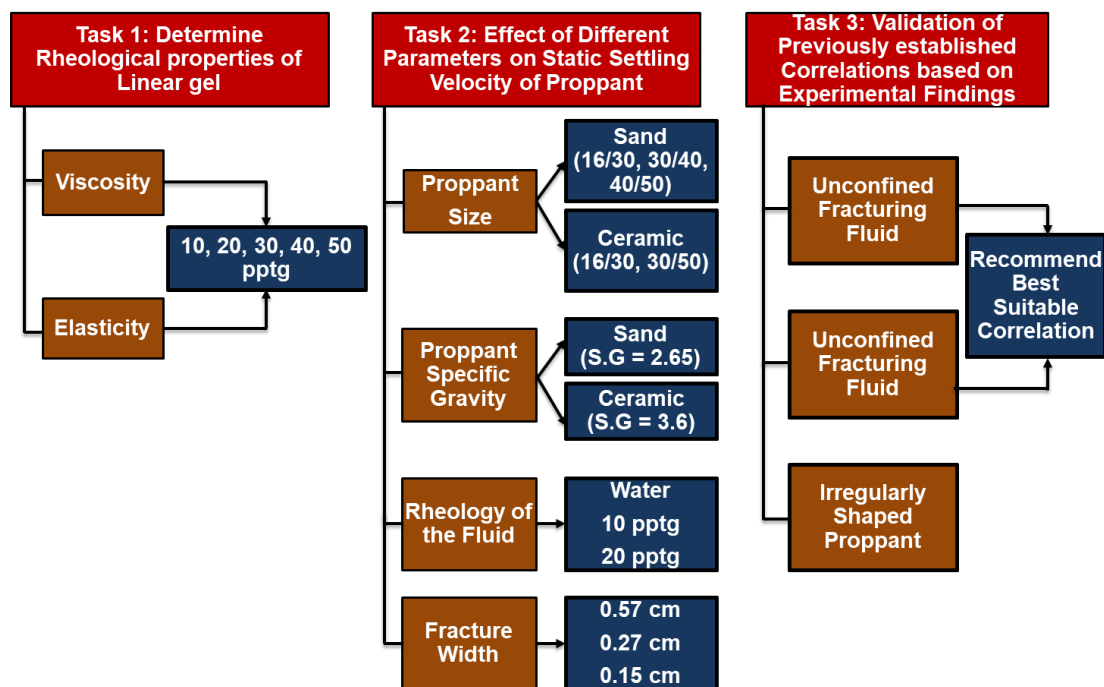 Task 1: Determine
Rheological properties of
Linear gel
Viscosity
Elasticity
10, 20, 30, 40, 50
pptg
Task 2: Effect of Different
Parameters on Static Settling
Velocity of Proppant
Proppant
Size
Sand
(16/30, 30/40,
40/50)
Ceramic
(16/30, 30/50)
Proppant
Specific
Gravity
Sand
(S.G = 2.65)
Ceramic
(S.G = 3.6)
Rheology of
the Fluid
Water
10 pptg
20 pptg
Fracture
Width
0.57 cm
0.27 cm
0.15 cm
Task 3: Validation of
Previously established
Correlations based on
Experimental Findings
Unconfined
Fracturing
Fluid
Unconfined
Fracturing
Fluid
Recommend
Best
Suitable
Correlation
Irregularly
Shaped
Proppant